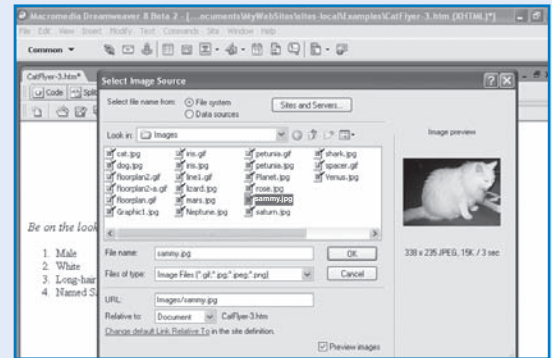 Macromedia Dreamweaver 8 Beta 2 - [...ocuments\MyWebSites\sites-local\Examples\CatFlyer-3.htm (XHTML)*]
File Edit View Insert Modify Text Commands Site Window Help
Common
CatFlyer-3.htm*
Code Split
Select Image Source
Select file name from: File system Sites and Servers...
Data sources
Look in: Images
Image preview
cat.jpg iris.gif petunia.gif shark.jpg
dog.jpg iris.jpg petunia.jpg spacer.gif
floorplan2.gif line1.gif Planet.jpg Venus.jpg
floorplan2-s.gif lizard.jpg rose.jpg
floorplan.gif mars.jpg sammy.jpg
Graphic1.jpg Neptune.jpg saturn.jpg
Be on the look
1. Male
2. White
3. Long-hair
4. Named S
File name: sammy.jpg OK
338 x 235 JPEG, 15K / 3 sec
Files of type: Image Files (*.gif;*.jpg;*.jpeg;*.png) Cancel
URL: Images/sammy.jpg
Relative to: Document CatFlyer-3.htm
Change default Link Relative To in the site definition.
Preview images